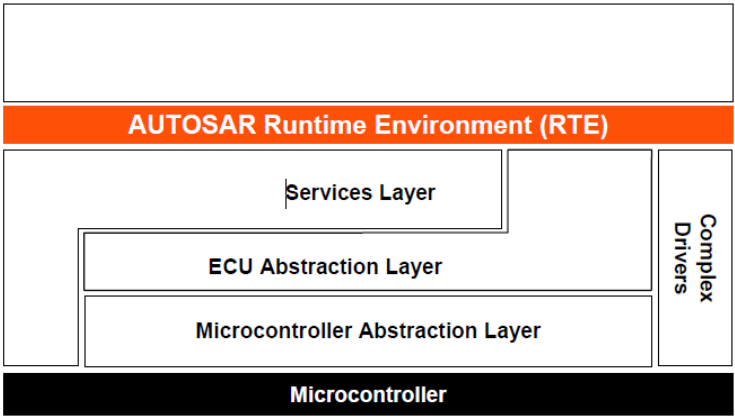 AUTOSAR Runtime Environment (RTE)
Services Layer
ECU Abstraction Layer
Microcontroller Abstraction Layer
Complex
Drivers
Microcontroller